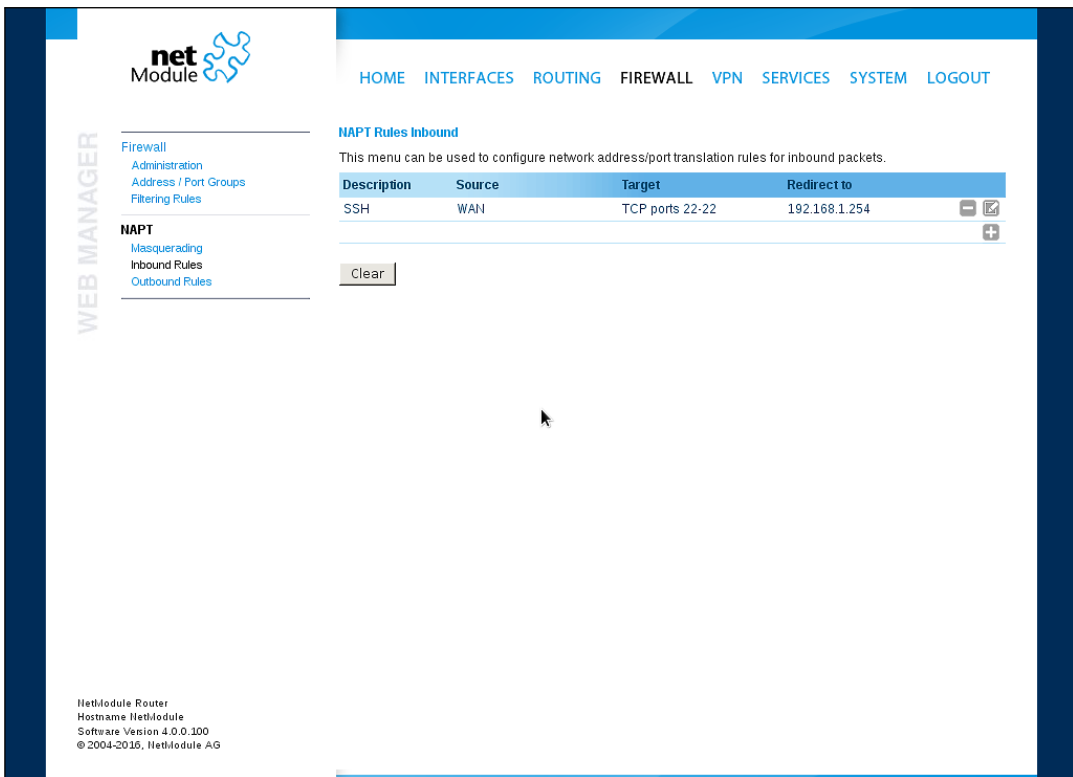 net
Module
HOME INTERFACES ROUTING FIREWALL VPN SERVICES SYSTEM LOGOUT
WEB MANAGER
Firewall
Administration
Address / Port Groups
Filtering Rules
NAPT
Masquerading
Inbound Rules
Outbound Rules
NAPT Rules Inbound
This menu can be used to configure network address/port translation rules for inbound packets.
Description Source Target Redirect to
SSH WAN TCP ports 22-22 192.168.1.254
Clear
NetModule Router
Hostname NetModule
Software Version 4.0.0.100
© 2004-2016, NetModule AG